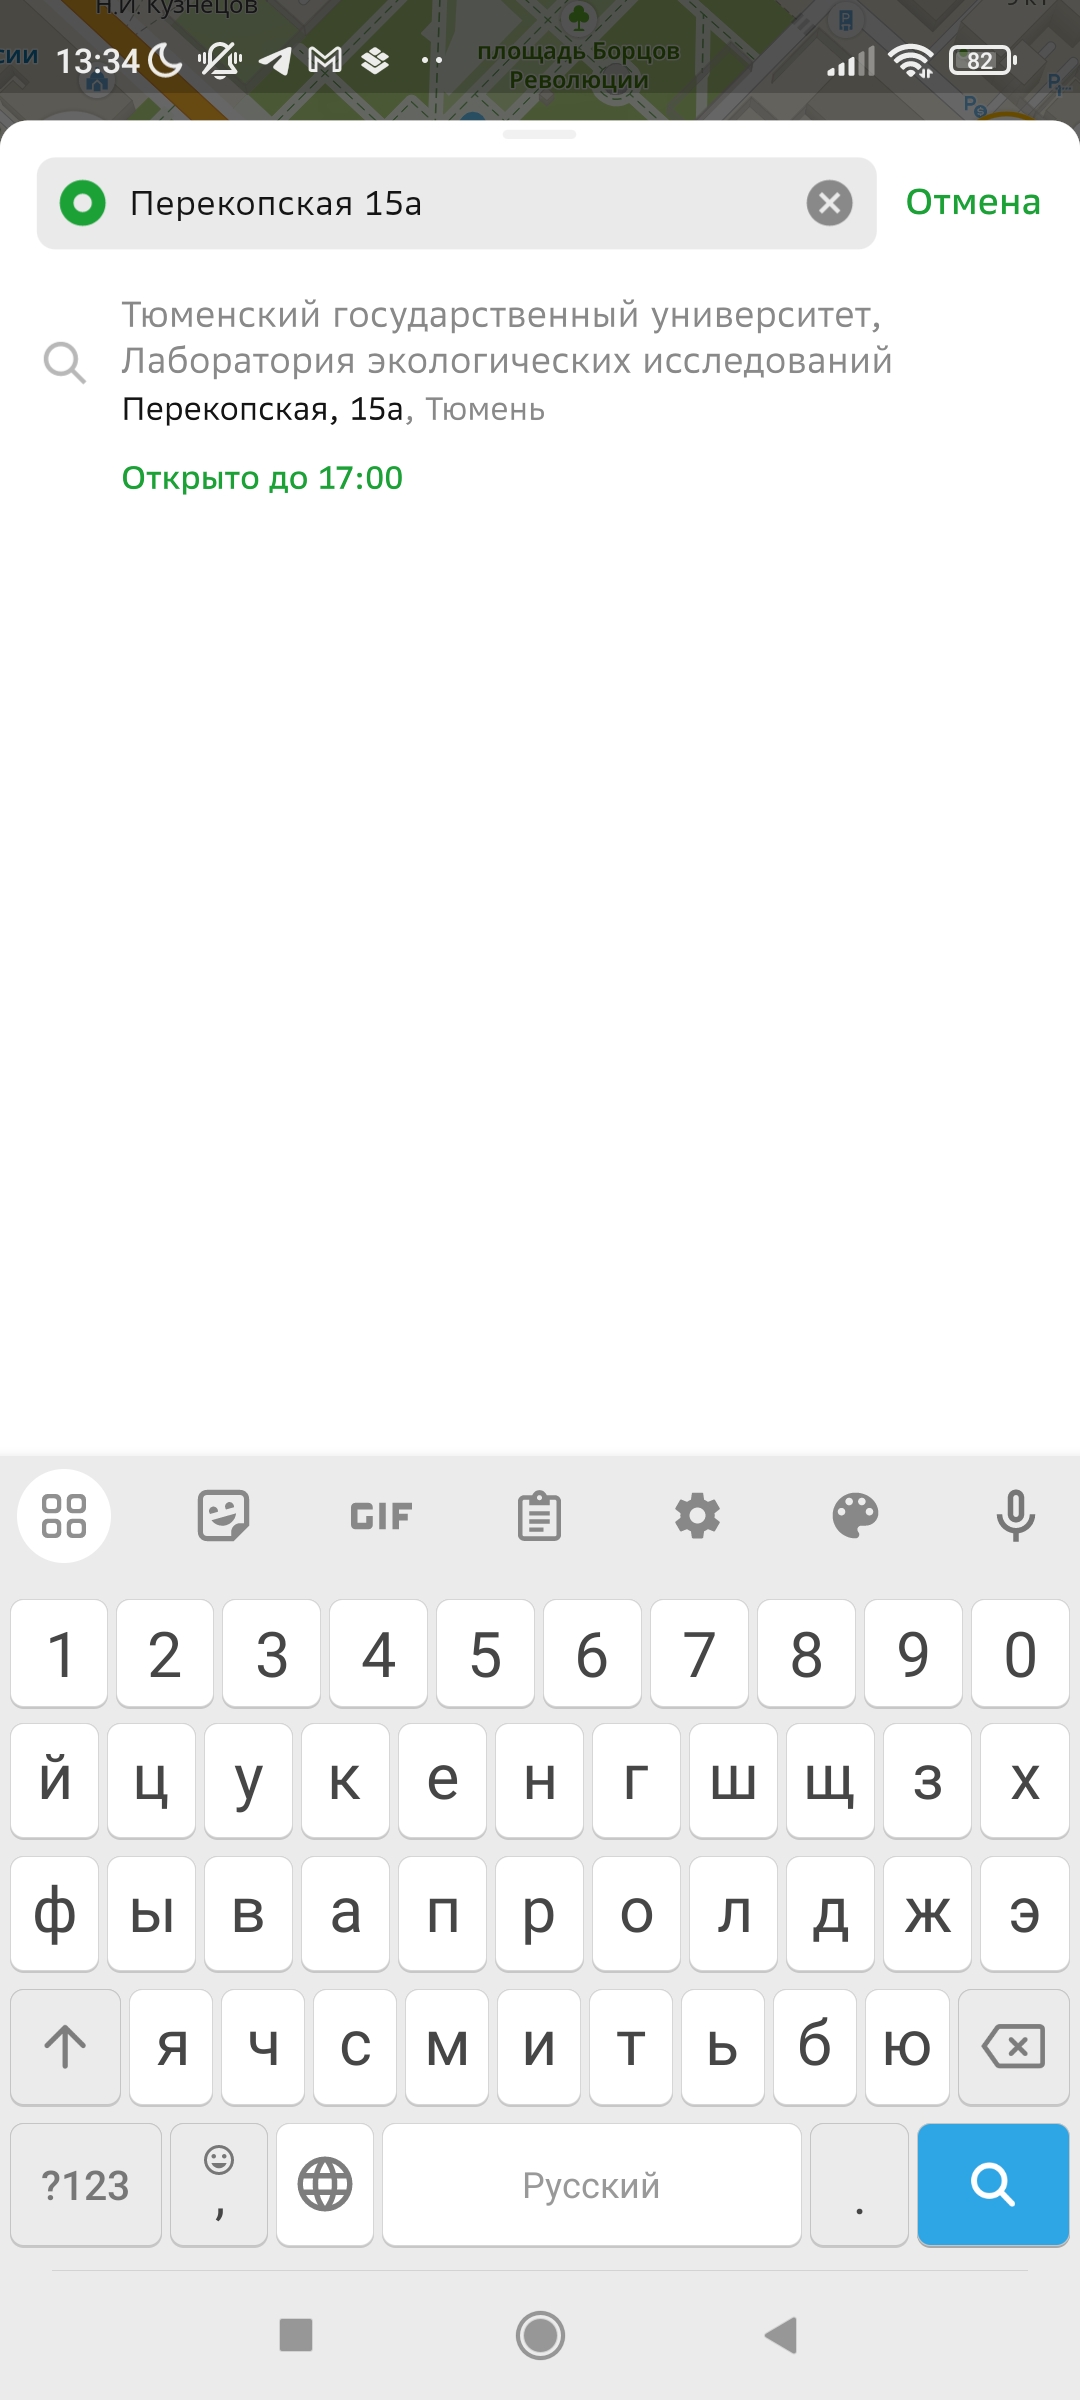 Н.И. Кузнецов
сии
13:34
площадь Борцов
Революции
82
Перекопская 15а
Отмена
Тюменский государственный университет,
Лаборатория экологических исследований
Перекопская, 15а, Тюмень
Открыто до 17:00
GIF
1 2 3 4 5 6 7 8 9 0
й ц у к е н г ш щ з х
ф ы в а п р о л д ж э
я ч с м и т ь б ю
?123 , Русский .